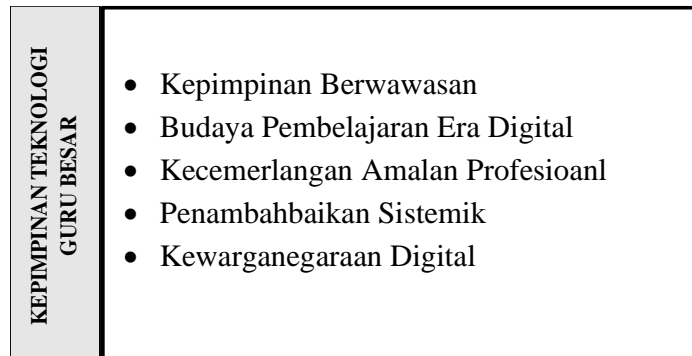 KEPIMPINAN TEKNOLOGI
GURU BESAR
• Kepimpinan Berwawasan
• Budaya Pembelajaran Era Digital
• Kecemerlangan Amalan Profesioanl
• Penambahbaikan Sistemik
• Kewarganegaraan Digital